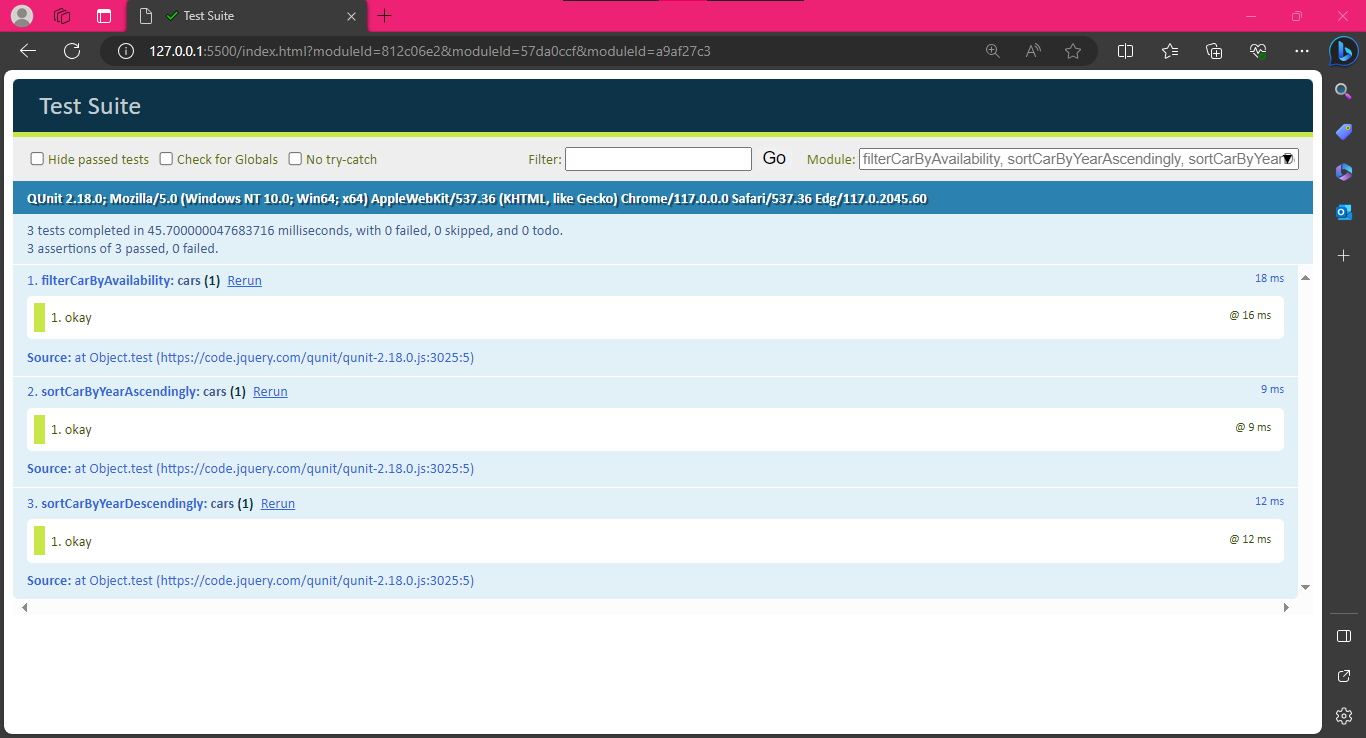 Test Suite
127.0.0.1:5500/index.html?moduleId=812c06e2&moduleId=57da0ccf&moduleId=a9af27c3
Test Suite
Hide passed tests Check for Globals No try-catch Filter: Go Module: filterCarByAvailability, sortCarByYearAscendingly, sortCarByYear
QUnit 2.18.0; Mozilla/5.0 (Windows NT 10.0; Win64; x64) AppleWebKit/537.36 (KHTML, like Gecko) Chrome/117.0.0.0 Safari/537.36 Edg/117.0.2045.60
3 tests completed in 45.700000047683716 milliseconds, with 0 failed, 0 skipped, and 0 todo.
3 assertions of 3 passed, 0 failed.
1. filterCarByAvailability: cars (1) Rerun 18 ms
1. okay @ 16 ms
Source: at Object.test (https://code.jquery.com/qunit/qunit-2.18.0.js:3025:5)
2. sortCarByYearAscendingly: cars (1) Rerun 9 ms
1. okay @ 9 ms
Source: at Object.test (https://code.jquery.com/qunit/qunit-2.18.0.js:3025:5)
3. sortCarByYearDescendingly: cars (1) Rerun 12 ms
1. okay @ 12 ms
Source: at Object.test (https://code.jquery.com/qunit/qunit-2.18.0.js:3025:5)